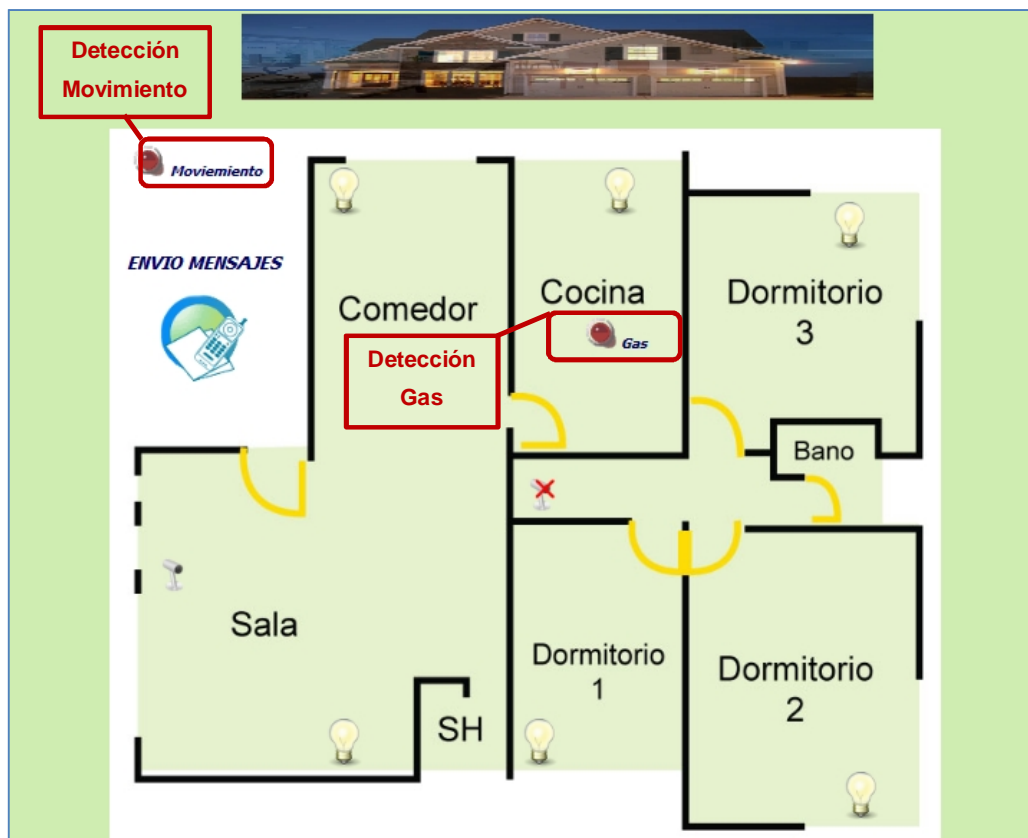 Detección
Movimiento
Moviemiento
ENVIO MENSAJES
Comedor
Cocina
Dormitorio
3
Gas
Detección
Gas
Bano
Sala
Dormitorio
1
Dormitorio
2
SH